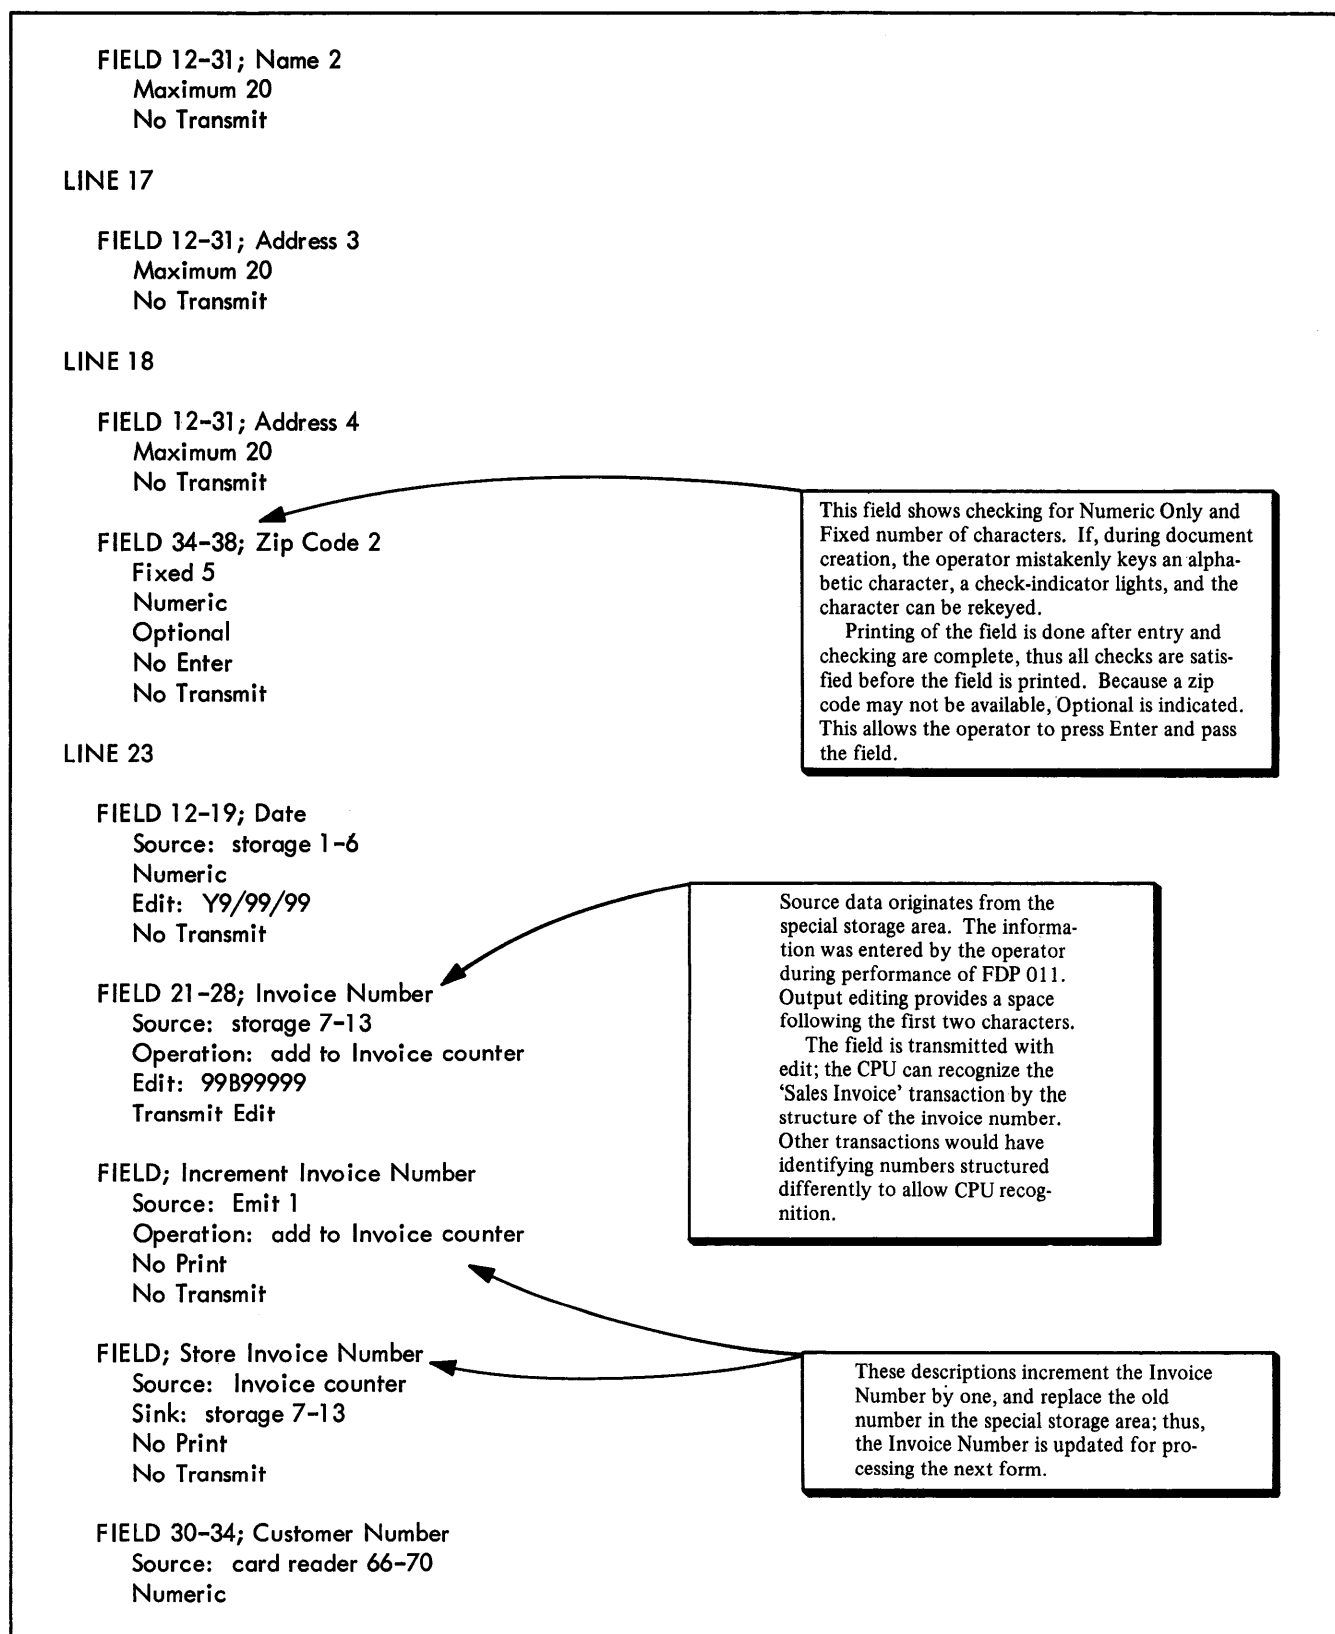 FIELD 12-31; Name 2
Maximum 20
No Transmit
LINE 17
FIELD 12-31; Address 3
Maximum 20
No Transmit
LINE 18
FIELD 12-31; Address 4
Maximum 20
No Transmit
FIELD 34-38; Zip Code 2
Fixed 5
Numeric
Optional
No Enter
No Transmit
This field shows checking for Numeric Only and
Fixed number of characters. If, during document
creation, the operator mistakenly keys an alpha-
betic character, a check-indicator lights, and the
character can be rekeyed.
Printing of the field is done after entry and
checking are complete, thus all checks are satis-
fied before the field is printed. Because a zip
code may not be available, Optional is indicated.
This allows the operator to press Enter and pass
the field.
LINE 23
FIELD 12-19; Date
Source: storage 1-6
Numeric
Edit: Y9/99/99
No Transmit
FIELD 21-28; Invoice Number
Source: storage 7-13
Operation: add to Invoice counter
Edit: 99B99999
Transmit Edit
Source data originates from the
special storage area. The informa-
tion was entered by the operator
during performance of FDP 011.
Output editing provides a space
following the first two characters.
The field is transmitted with
edit; the CPU can recognize the
‘Sales Invoice’ transaction by the
structure of the invoice number.
Other transactions would have
identifying numbers structured
differently to allow CPU recog-
nition.
FIELD; Increment Invoice Number
Source: Emit 1
Operation: add to Invoice counter
No Print
No Transmit
FIELD; Store Invoice Number
Source: Invoice counter
Sink: storage 7-13
No Print
No Transmit
These descriptions increment the Invoice
Number by one, and replace the old
number in the special storage area; thus,
the Invoice Number is updated for pro-
cessing the next form.
FIELD 30-34; Customer Number
Source: card reader 66-70
Numeric